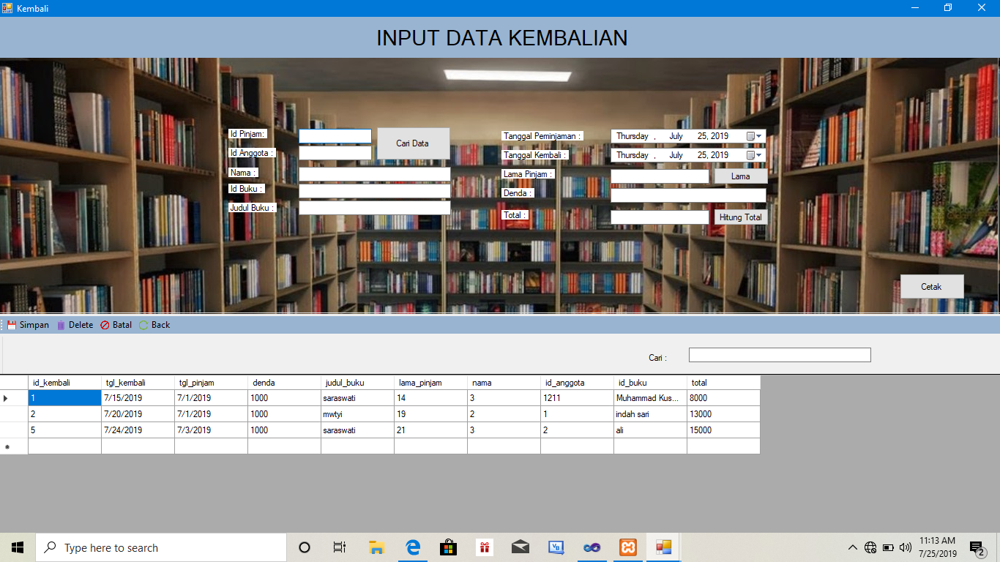 Kembali
INPUT DATA KEMBALIAN
Id Pinjam:
Cari Data
Id Anggota :
Nama :
Id Buku :
Judul Buku :
Tanggal Peminjaman :
Thursday , July 25, 2019
Tanggal Kembali :
Thursday , July 25, 2019
Lama Pinjam :
Lama
Denda :
Total :
Hitung Total
Cetak
Simpan Delete Batal Back
Cari :
id_kembali tgl_kembali tgl_pinjam denda judul_buku lama_pinjam nama id_anggota id_buku total
1 7/15/2019 7/1/2019 1000 saraswati 14 3 1211 Muhammad Kus... 8000
2 7/20/2019 7/1/2019 1000 mwtyi 19 2 1 indah sari 13000
5 7/24/2019 7/3/2019 1000 saraswati 21 3 2 ali 15000
Type here to search
VB
11:13 AM
7/25/2019
2